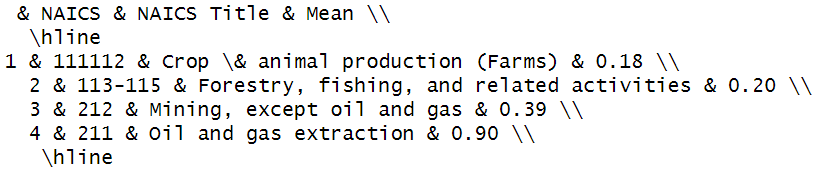 & NAICS & NAICS Title & Mean \\
\hline
1 & 111112 & Crop \& animal production (Farms) & 0.18 \\
2 & 113-115 & Forestry, fishing, and related activities & 0.20 \\
3 & 212 & Mining, except oil and gas & 0.39 \\
4 & 211 & Oil and gas extraction & 0.90 \\
\hline